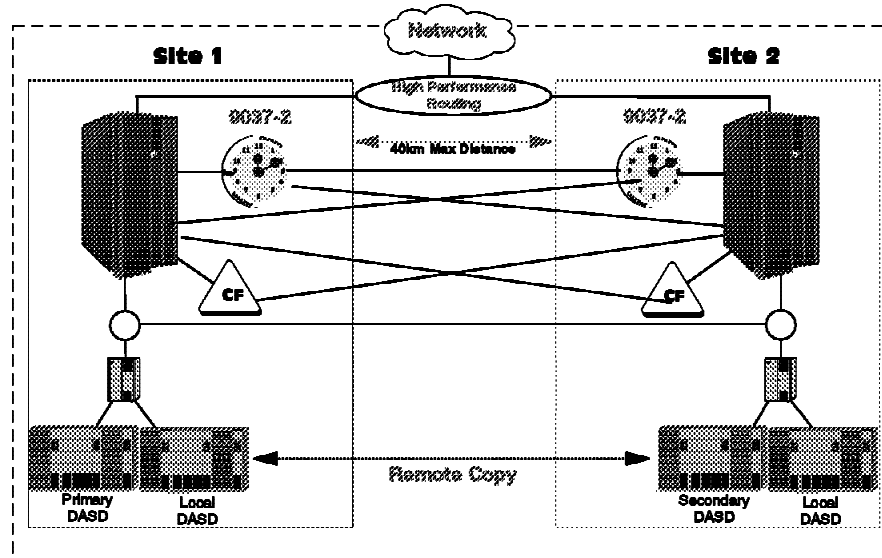 Network
Site 1
Site 2
High Performance
Routing
9037-2
9037-2
40km Max Distance
CF
CF
Remote Copy
Primary
DASD
Local
DASD
Secondary
DASD
Local
DASD